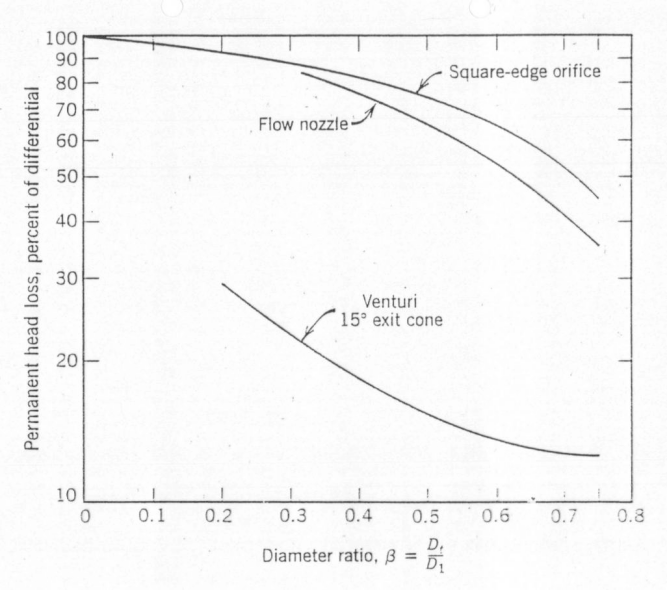 Permanent head loss, percent of differential
100
90
80
70
60
50
40
30
20
10
Square-edge orifice
Flow nozzle
Venturi
15° exit cone
0 0.1 0.2 0.3 0.4 0.5 0.6 0.7 0.8
Diameter ratio, β = Dₜ/D₁